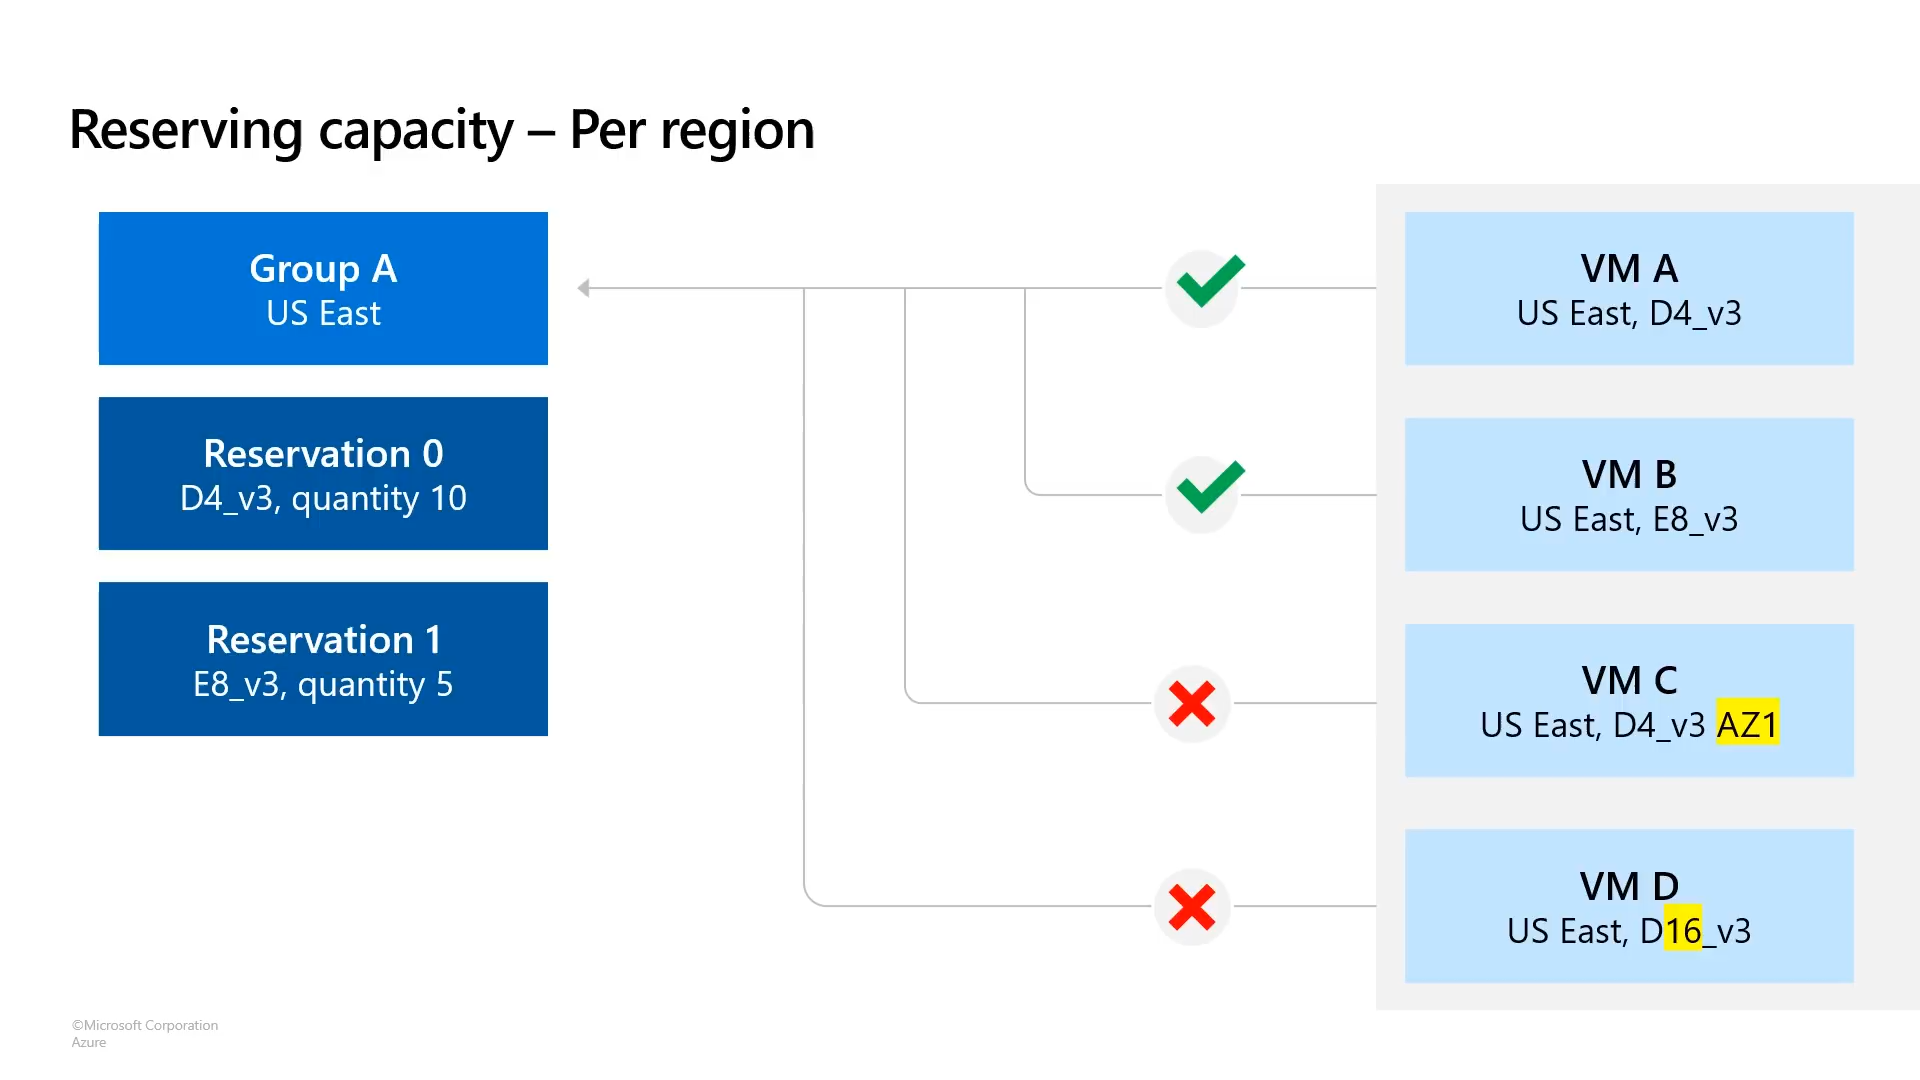 Reserving capacity – Per region
Group A
US East
Reservation 0
D4_v3, quantity 10
Reservation 1
E8_v3, quantity 5
VM A
US East, D4_v3
VM B
US East, E8_v3
VM C
US East, D4_v3 AZ1
VM D
US East, D16_v3
©Microsoft Corporation
Azure